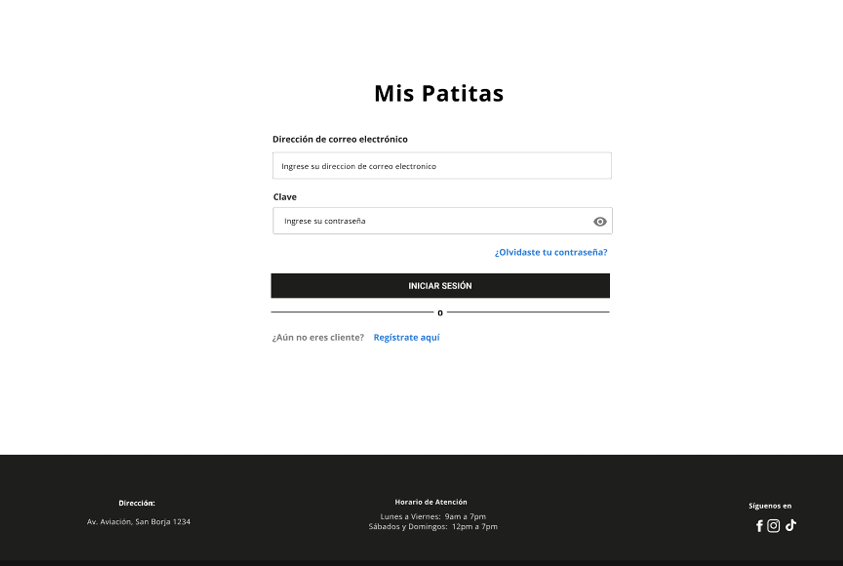 Mis Patitas
Dirección de correo electrónico
Ingrese su direccion de correo electronico
Clave
Ingrese su contraseña
¿Olvidaste tu contraseña?
INICIAR SESIÓN
o
¿Aún no eres cliente? Regístrate aquí
Dirección:
Av. Aviación, San Borja 1234
Horario de Atención
Lunes a Viernes: 9am a 7pm
Sábados y Domingos: 12pm a 7pm
Síguenos en